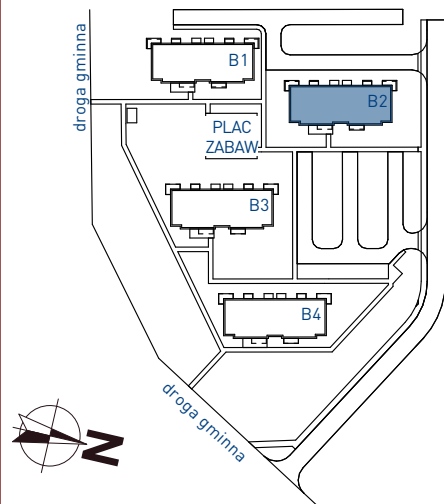 droga gminna
B1
B2
PLAC
ZABAW
B3
B4
droga gminna
N